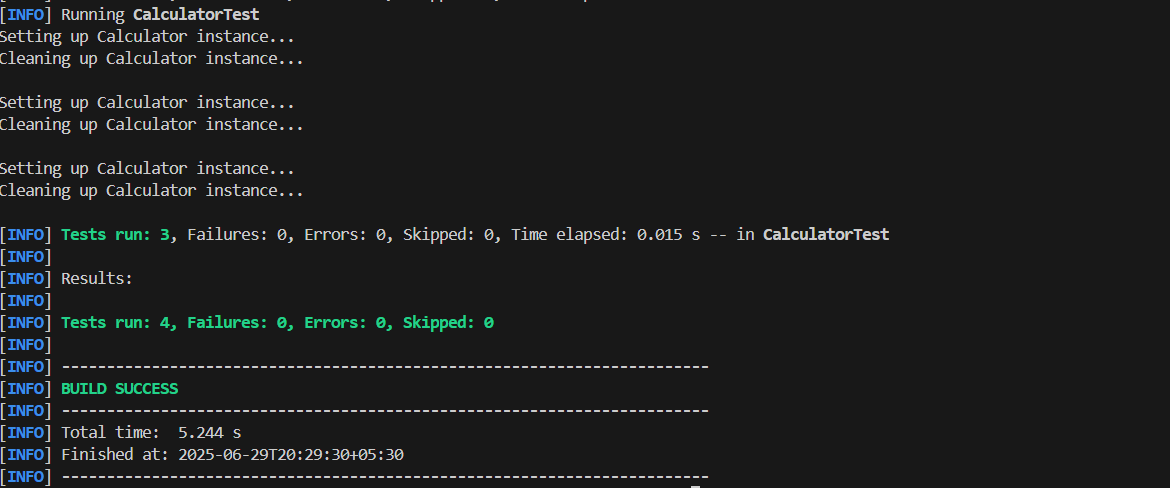 [INFO] Running CalculatorTest
Setting up Calculator instance...
Cleaning up Calculator instance...
Setting up Calculator instance...
Cleaning up Calculator instance...
Setting up Calculator instance...
Cleaning up Calculator instance...
[INFO] Tests run: 3, Failures: 0, Errors: 0, Skipped: 0, Time elapsed: 0.015 s -- in CalculatorTest
[INFO]
[INFO] Results:
[INFO]
[INFO] Tests run: 4, Failures: 0, Errors: 0, Skipped: 0
[INFO]
[INFO] ------------------------------------------------------------------------
[INFO] BUILD SUCCESS
[INFO] ------------------------------------------------------------------------
[INFO] Total time:  5.244 s
[INFO] Finished at: 2025-06-29T20:29:30+05:30
[INFO] ------------------------------------------------------------------------